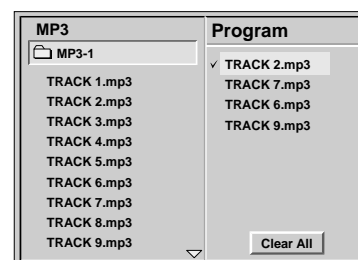 MP3
MP3-1
TRACK 1.mp3
TRACK 2.mp3
TRACK 3.mp3
TRACK 4.mp3
TRACK 5.mp3
TRACK 6.mp3
TRACK 7.mp3
TRACK 8.mp3
TRACK 9.mp3
Program
TRACK 2.mp3
TRACK 7.mp3
TRACK 6.mp3
TRACK 9.mp3
Clear All